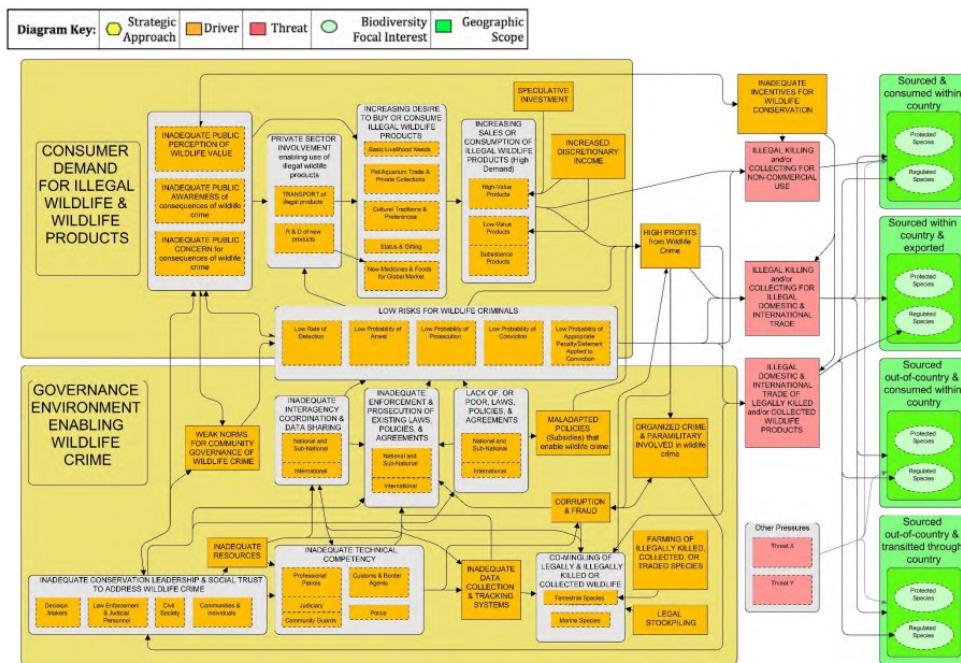 Diagram Key:
Strategic
Approach
Driver
Threat
Biodiversity
Focal Interest
Geographic
Scope
CONSUMER
DEMAND
FOR ILLEGAL
WILDLIFE &
WILDLIFE
PRODUCTS
INADEQUATE PUBLIC
PERCEPTION OF
WILDLIFE VALUE
INADEQUATE PUBLIC
AWARENESS of
consequences of wildlife
crime
INADEQUATE PUBLIC
CONCERN for
consequences of wildlife
crime
PRIVATE SECTOR
INVOLVEMENT enabling use of
illegal wildlife products
TRANSPORT of
illegal products
R & D of new
products
INCREASING DESIRE
TO BUY OR CONSUME
ILLEGAL WILDLIFE
PRODUCTS
Basic Livelihood Needs
Pet/Aquarium Trade &
Private Collections
Cultural Traditions &
Preferences
Status & Gifting
New Medicines & Foods
for Global Market
INCREASING
SALES OR
CONSUMPTION
OF ILLEGAL WILDLIFE
PRODUCTS (High
Demand)
High-Value
Products
Low-Value
Products
Subsistence
Products
SPECULATIVE
INVESTMENT
INCREASED
DISCRETIONARY
INCOME
HIGH PROFITS
from Wildlife
Crime
LOW RISKS FOR WILDLIFE CRIMINALS
Low Rate of
Detection
Low Probability of
Arrest
Low Probability of
Prosecution
Low Probability of
Conviction
Low Probability of
Appropriate
Penalty/Deterrent
Applied to
Conviction
GOVERNANCE
ENVIRONMENT
ENABLING
WILDLIFE
CRIME
WEAK NORMS
FOR COMMUNITY
GOVERNANCE OF
WILDLIFE CRIME
INADEQUATE
INTERAGENCY
COORDINATION &
DATA SHARING
National and
Sub-National
International
INADEQUATE
ENFORCEMENT &
PROSECUTION OF
EXISTING LAWS,
POLICIES, &
AGREEMENTS
National and
Sub-National
International
LACK OF, OR
POOR, LAWS,
POLICIES, &
AGREEMENTS
National and
Sub-National
International
MALADAPTED
POLICIES
(Subsidies) that
enable wildlife crime
ORGANIZED CRIME
& PARAMILITARY
INVOLVED in wildlife
crime
CORRUPTION
& FRAUD
INADEQUATE
RESOURCES
INADEQUATE CONSERVATION LEADERSHIP & SOCIAL TRUST
TO ADDRESS WILDLIFE CRIME
Decision
Makers
Law Enforcement
& Judicial
Personnel
Civil
Society
Communities &
Individuals
INADEQUATE TECHNICAL
COMPETENCY
Professional
Patrols
Customs & Border
Agents
Judiciary
Police
Community Guards
INADEQUATE
DATA
COLLECTION
& TRACKING
SYSTEMS
CO-MINGLING OF
LEGALLY & ILLEGALLY
KILLED OR
COLLECTED WILDLIFE
Terrestrial Species
Marine Species
FARMING OF
ILLEGALLY KILLED,
COLLECTED, OR
TRADED SPECIES
LEGAL
STOCKPILING
INADEQUATE
INCENTIVES FOR
WILDLIFE
CONSERVATION
ILLEGAL KILLING
and/or
COLLECTING FOR
NON-COMMERCIAL
USE
ILLEGAL KILLING
and/or
COLLECTING FOR
ILLEGAL
DOMESTIC &
INTERNATIONAL
TRADE
ILLEGAL
DOMESTIC &
INTERNATIONAL
TRADE OF
LEGALLY KILLED
and/or COLLECTED
WILDLIFE
PRODUCTS
Other Pressures
Threat X
Threat Y
Sourced &
consumed within
country
Protected
Species
Regulated
Species
Sourced within
country &
exported
Protected
Species
Regulated
Species
Sourced
out-of-country &
consumed within
country
Protected
Species
Regulated
Species
Sourced
out-of-country &
transitted through
country
Protected
Species
Regulated
Species